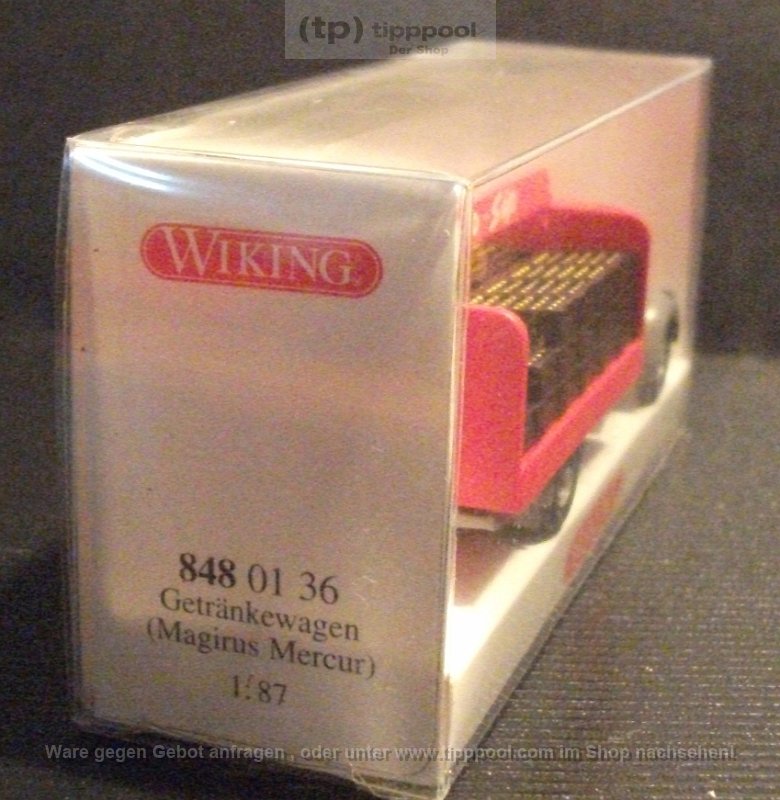 (tp) tipppool
Der Shop
WIKING
848 01 36
Getränkewagen
(Magirus Mercur)
1:87
Ware gegen Gebot anfragen , oder unter www.tipppool.com im Shop nachsehen!